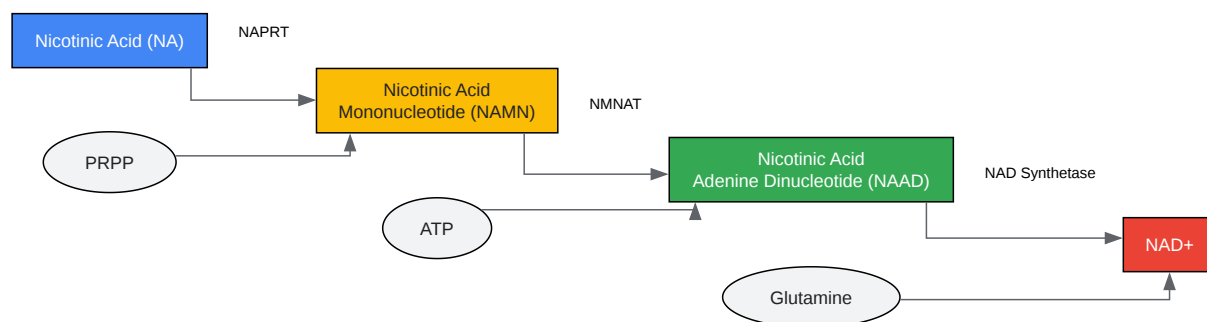 Nicotinic Acid (NA)
NAPRT
Nicotinic Acid
Mononucleotide (NAMN)
NMNAT
PRPP
Nicotinic Acid
Adenine Dinucleotide (NAAD)
NAD Synthetase
ATP
NAD+
Glutamine